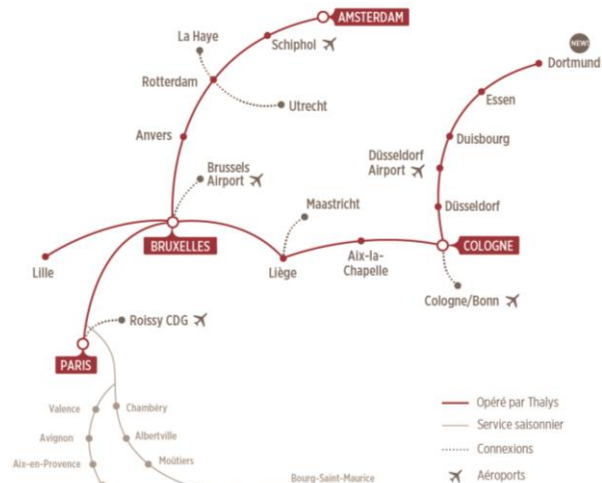 AMSTERDAM
La Haye
Schiphol
NEW!
Dortmund
Rotterdam
Utrecht
Essen
Anvers
Duisbourg
Brussels
Airport
Düsseldorf
Airport
Maastricht
Düsseldorf
BRUXELLES
COLOGNE
Lille
Liège
Aix-la-
Chapelle
Cologne/Bonn
Roissy CDG
PARIS
Valence
Chambéry
Opéré par Thalys
Service saisonnier
Avignon
Albertville
Connexions
Aix-en-Provence
Moûtiers
Bourg-Saint-Maurice
Aéroports